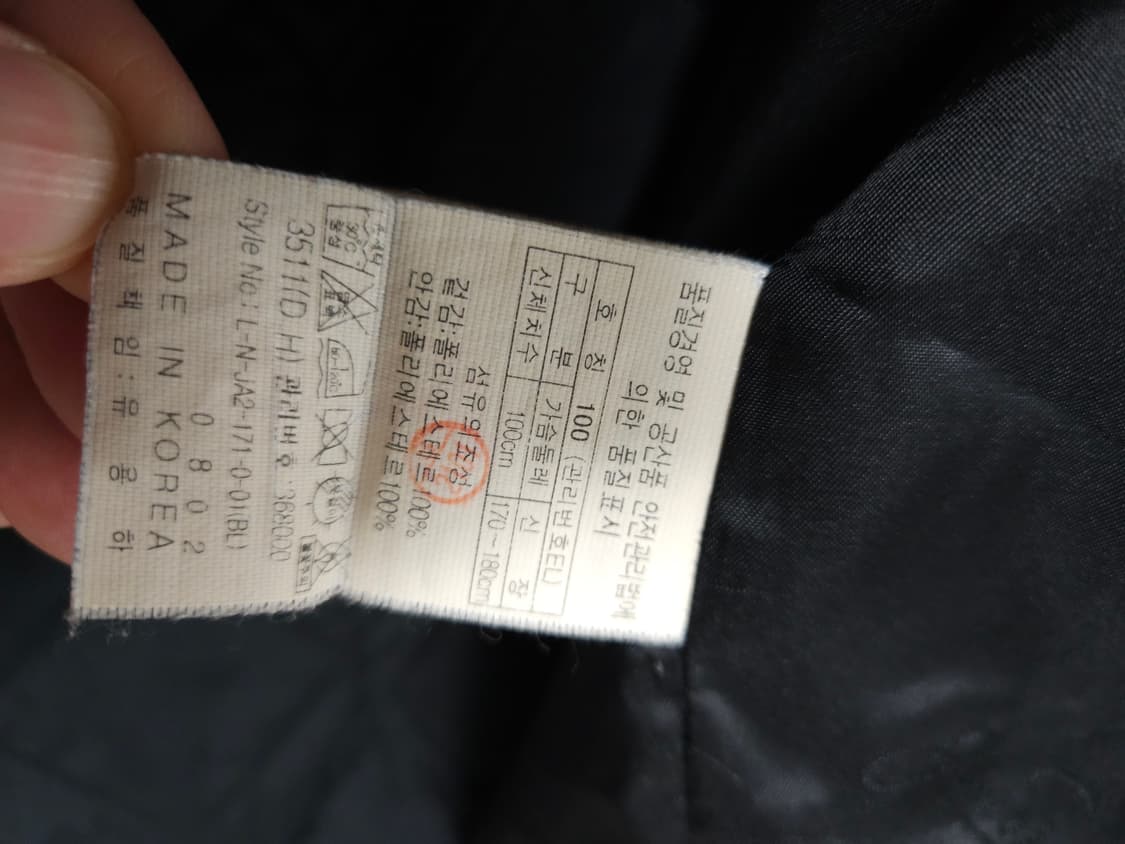 품질경영 및 공산품 안전관리법에
의한 품질표시
호 칭 100 (관리번호EL)
구 분 가슴둘레 신 장
신체치수 100cm 170~180cm
섬유의조성
겉감:폴리에스테르100%
안감:폴리에스테르100%
3511(D.H) 관리번호:
Style No.: L-N-JA2-171-0-01(BL)
0802
MADE IN KOREA
품질책임:유용하